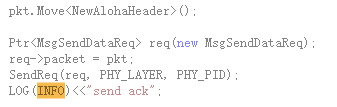 pkt.Move<NewAlohaHeader>();
Ptr<MsgSendDataReq> req(new MsgSendDataReq);
req->packet = pkt;
SendReq(req, PHY_LAYER, PHY_PID);
LOG(INFO)<<"send ack";